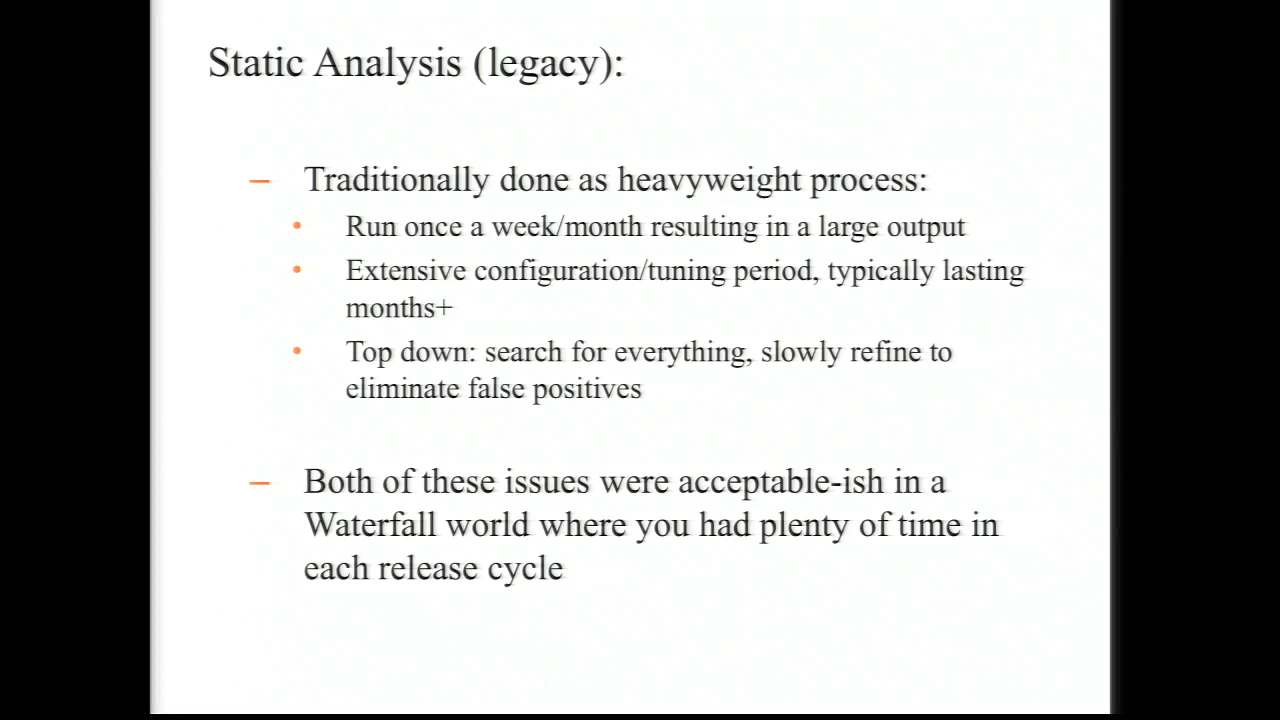 Static Analysis (legacy):
– Traditionally done as heavyweight process:
• Run once a week/month resulting in a large output
• Extensive configuration/tuning period, typically lasting
months+
• Top down: search for everything, slowly refine to
eliminate false positives
– Both of these issues were acceptable-ish in a
Waterfall world where you had plenty of time in
each release cycle